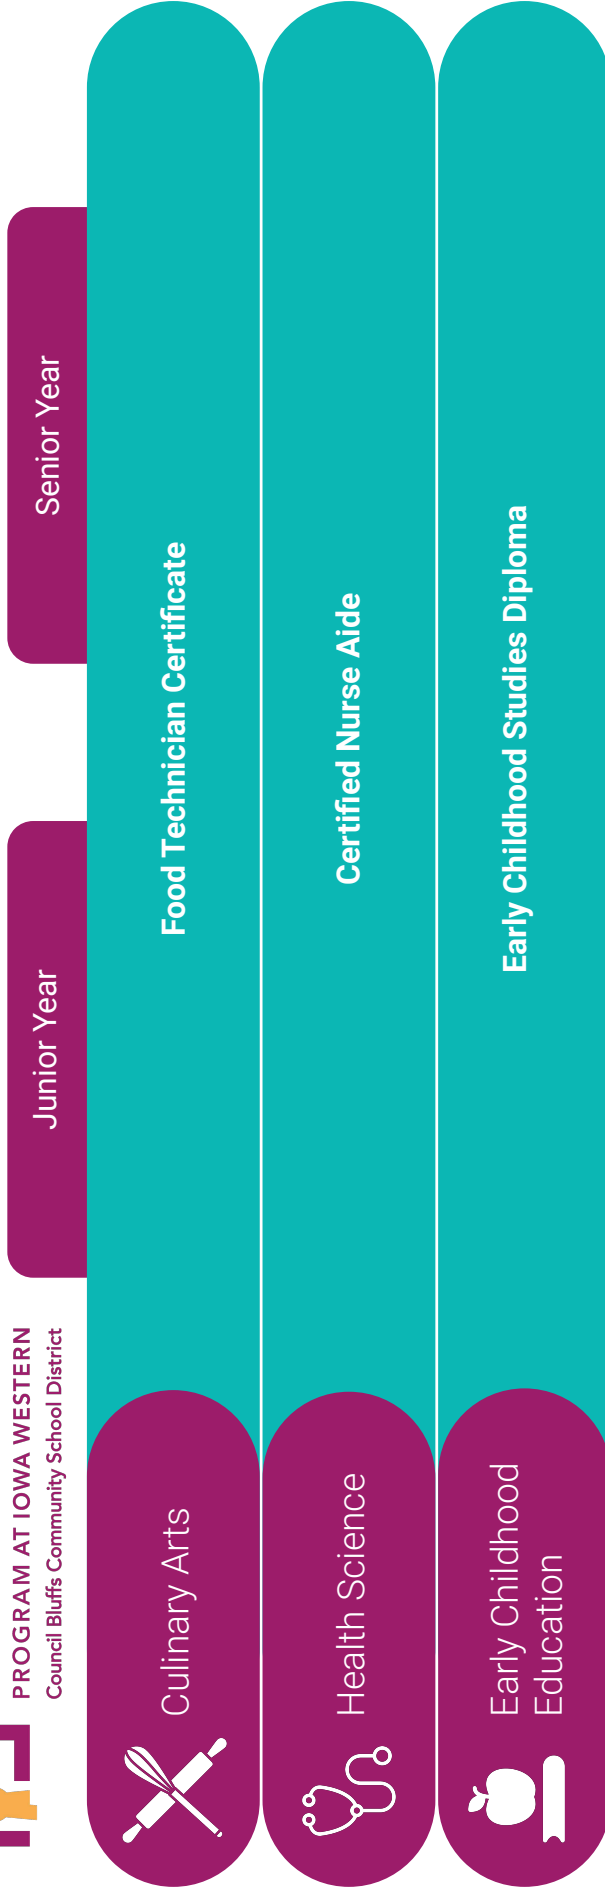 PROGRAM AT IOWA WESTERN
Council Bluffs Community School District
Junior Year
Senior Year
Culinary Arts
Food Technician Certificate
Health Science
Certified Nurse Aide
Early Childhood
Education
Early Childhood Studies Diploma